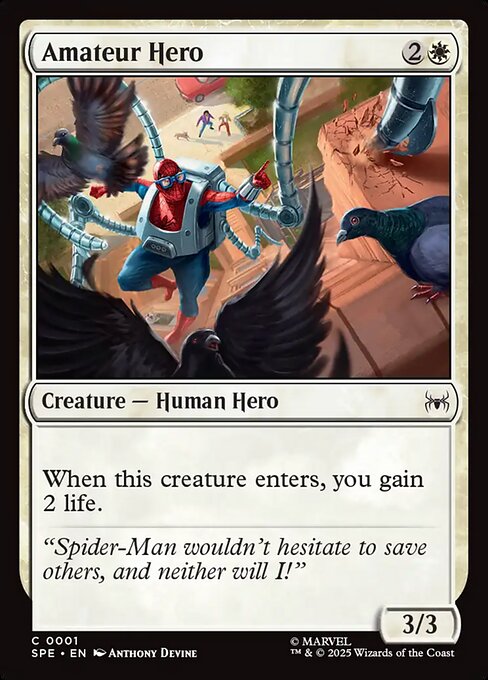 Amateur Hero 2
Creature — Human Hero
When this creature enters, you gain
2 life.
“Spider-Man wouldn’t hesitate to save
others, and neither will I!”
3/3
C 0001
SPE • EN Anthony Devine
© MARVEL
™ & © 2025 Wizards of the Coast